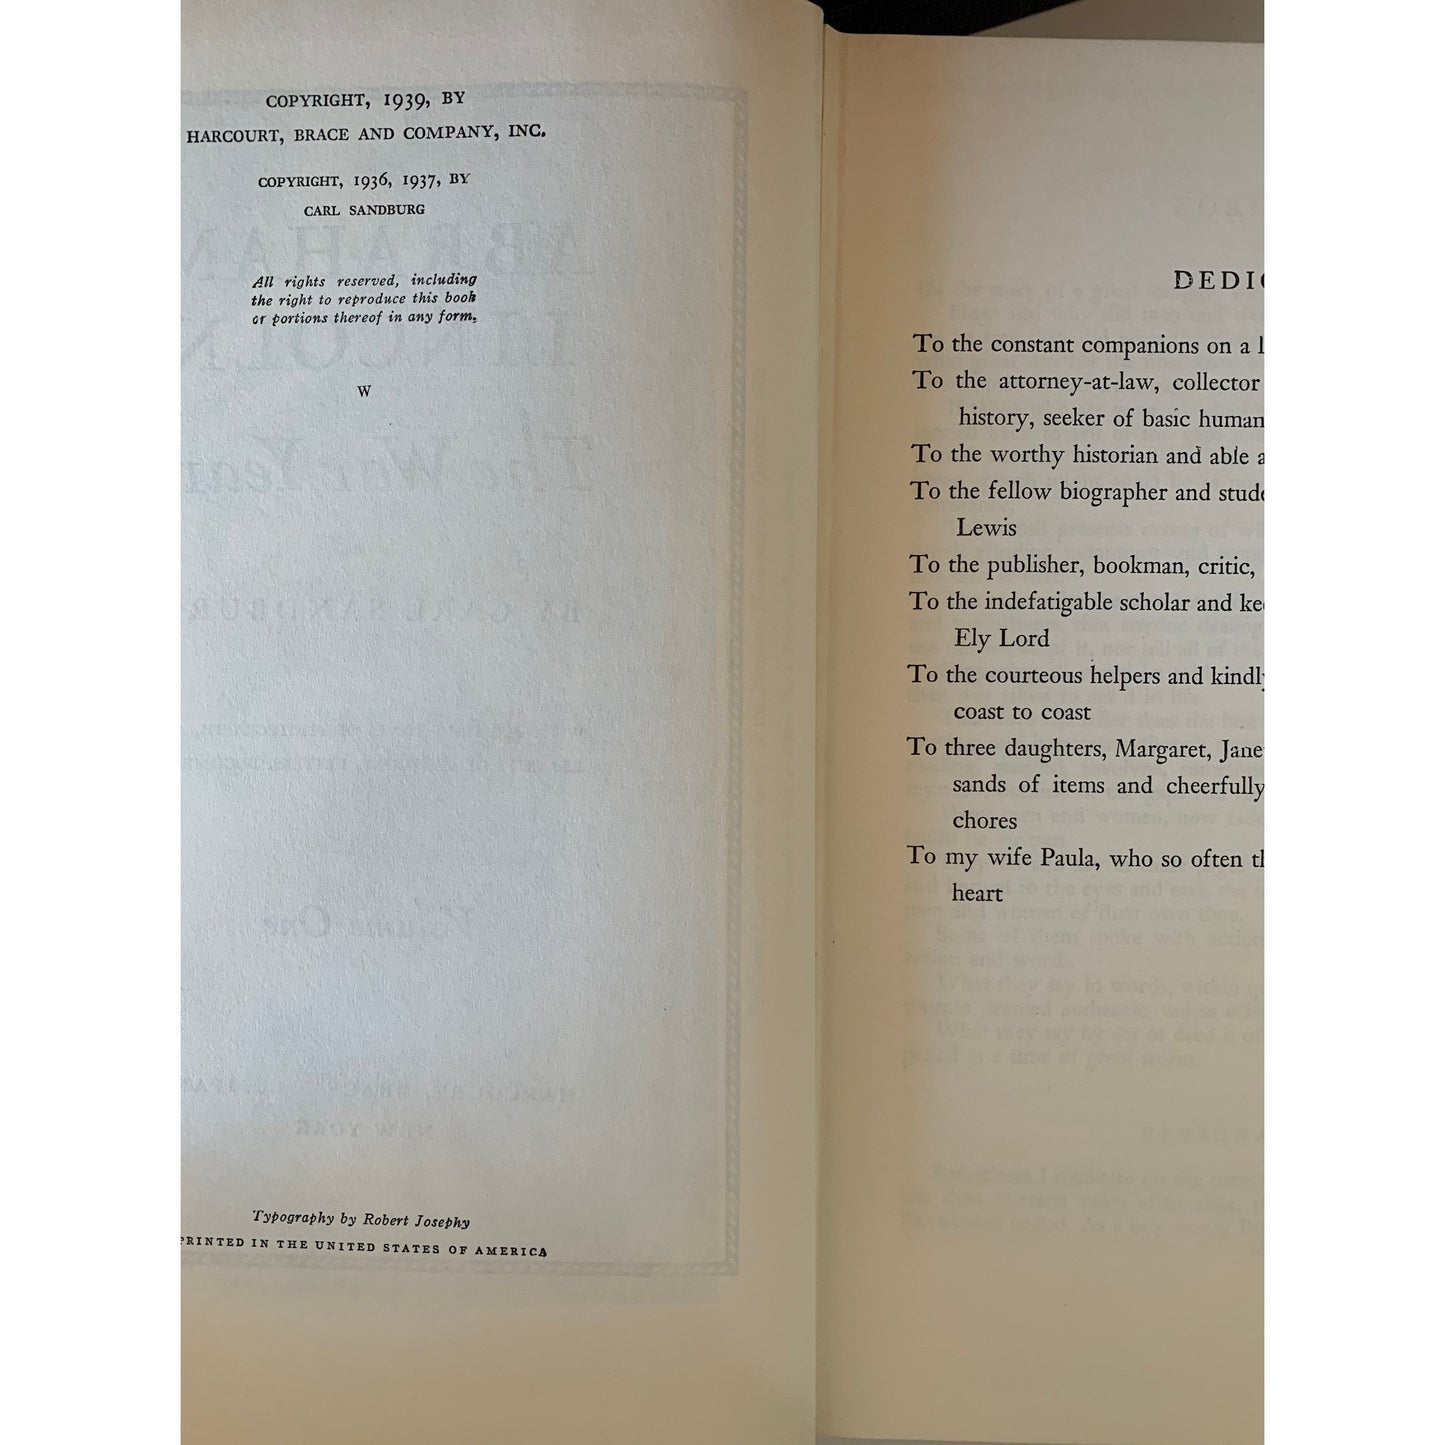 COPYRIGHT, 1939, BY
HARCOURT, BRACE AND COMPANY, INC.
COPYRIGHT, 1936, 1937, BY
CARL SANDBURG
All rights reserved, including
the right to reproduce this book
or portions thereof in any form.
W
Typography by Robert Josephy
PRINTED IN THE UNITED STATES OF AMERICA
DEDIC
To the constant companions on a l
To the attorney-at-law, collector
history, seeker of basic human
To the worthy historian and able a
To the fellow biographer and stude
Lewis
To the publisher, bookman, critic,
To the indefatigable scholar and kee
Ely Lord
To the courteous helpers and kindly
coast to coast
To three daughters, Margaret, Jane
sands of items and cheerfully
chores
To my wife Paula, who so often th
heart